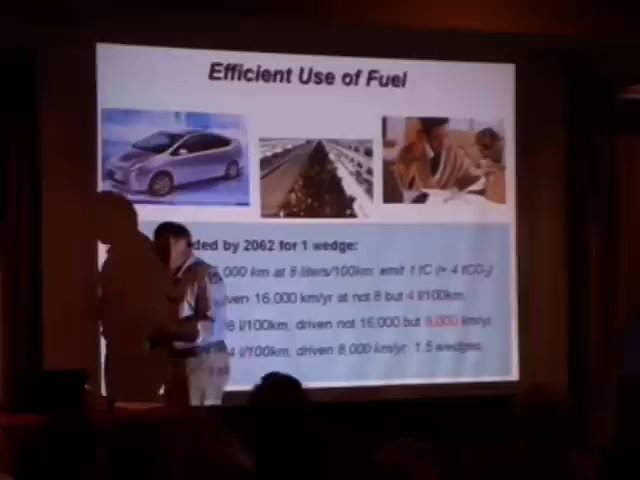 Efficient Use of Fuel
ded by 2062 for 1 wedge:
000 km at 8 liters/100km: emit 1 tC (= 4 tCO2)
ven 16,000 km/yr at not 8 but 4 l/100km.
8 l/100km, driven not 16,000 but 8,000 km/yr.
4 l/100km, driven 8,000 km/yr: 1.5 wedges.